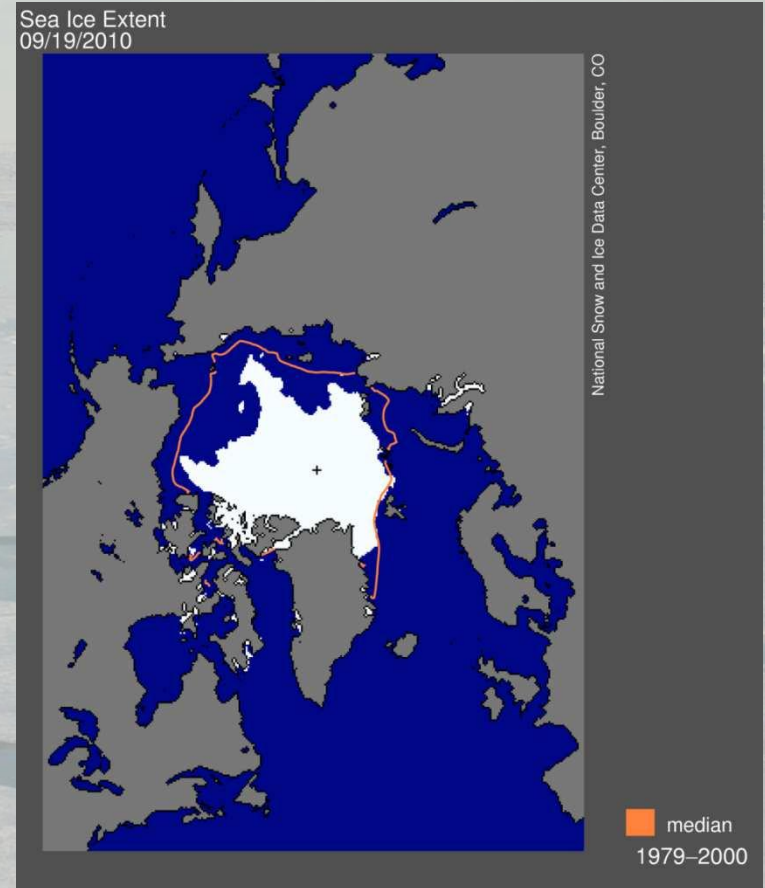 Sea Ice Extent
09/19/2010
National Snow and Ice Data Center, Boulder, CO
median
1979–2000